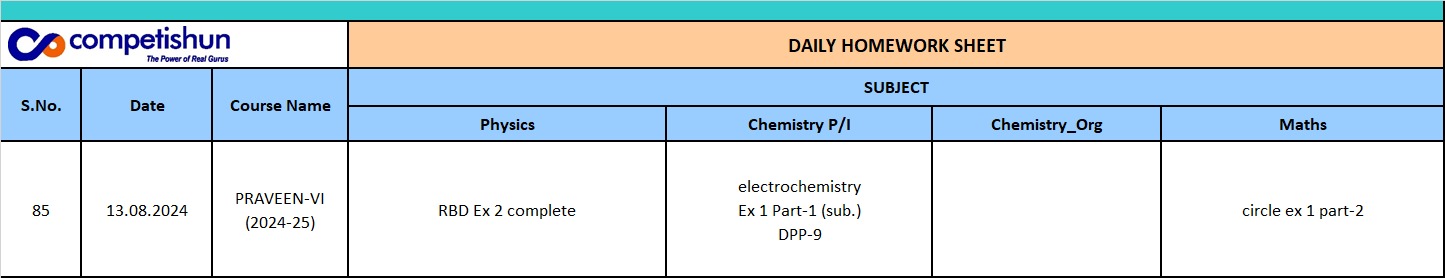 competishun
The Power of Real Gurus
DAILY HOMEWORK SHEET
S.No.
Date
Course Name
SUBJECT
Physics
Chemistry P/I
Chemistry_Org
Maths
85
13.08.2024
PRAVEEN-VI
(2024-25)
RBD Ex 2 complete
electrochemistry
Ex 1 Part-1 (sub.)
DPP-9
circle ex 1 part-2